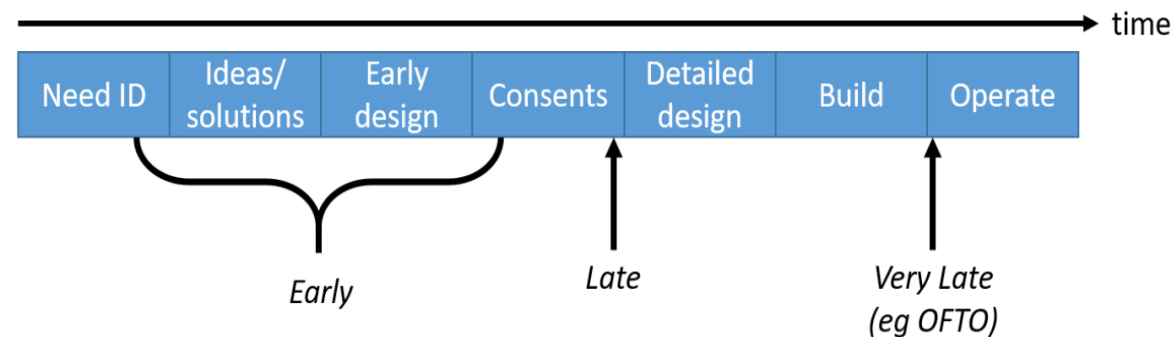 time
Need ID
Ideas/
solutions
Early
design
Consents
Detailed
design
Build
Operate
Early
Late
Very Late
(eg OFTO)